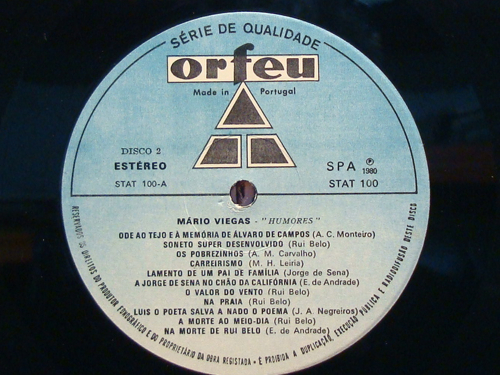 SÉRIE DE QUALIDADE
orfeu
Made in Portugal
DISCO 2
ESTÉREO
STAT 100-A
SPA Ⓟ 1980
STAT 100
MÁRIO VIEGAS - "HUMORES"
ODE AO TEJO E À MEMÓRIA DE ÁLVARO DE CAMPOS (A. C. Monteiro)
SONETO SUPER DESENVOLVIDO (Rui Belo)
OS POBREZINHOS (A. M. Carvalho)
CARREIRISMO (M. H. Leiria)
LAMENTO DE UM PAI DE FAMÍLIA (Jorge de Sena)
A JORGE DE SENA NO CHÃO DA CALIFÓRNIA (E. de Andrade)
O VALOR DO VENTO (Rui Belo)
NA PRAIA (Rui Belo)
LUIS O POETA SALVA A NADO O POEMA (J. A. Negreiros)
A MORTE AO MEIO-DIA (Rui Belo)
NA MORTE DE RUI BELO (E. de Andrade)
RESERVADOS OS DIREITOS DO PRODUTOR FONOGRÁFICO E DO PROPRIETÁRIO DA OBRA REGISTADA • É PROIBIDA A DUPLICAÇÃO, EXECUÇÃO PÚBLICA E RADIODIFUSÃO DESTE DISCO